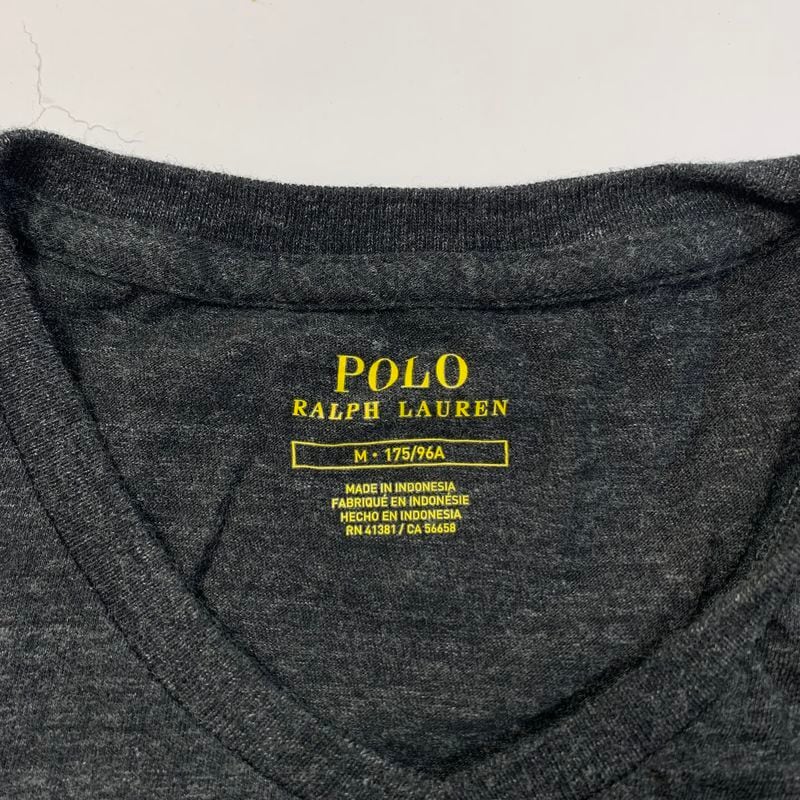 POLO
RALPH LAUREN
M • 175/96A
MADE IN INDONESIA
FABRIQUÉ EN INDONÉSIE
HECHO EN INDONESIA
RN 41381 / CA 56658